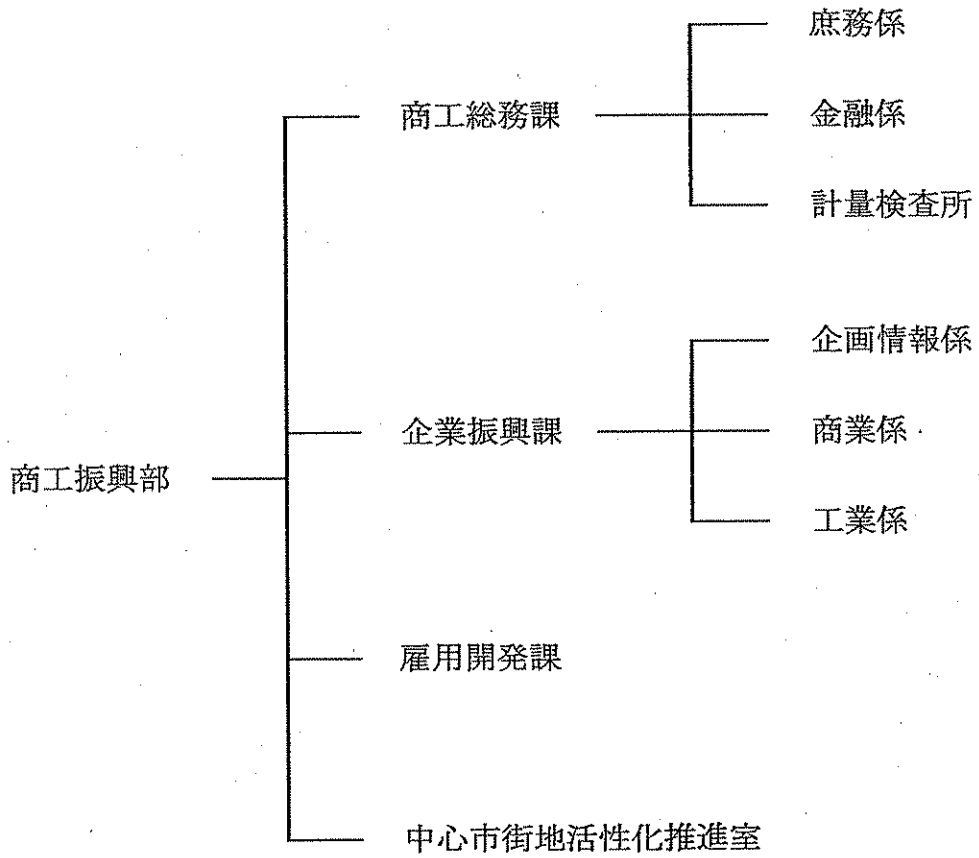 商工振興部
商工総務課
庶務係
金融係
計量検査所
企業振興課
企画情報係
商業係
工業係
雇用開発課
中心市街地活性化推進室